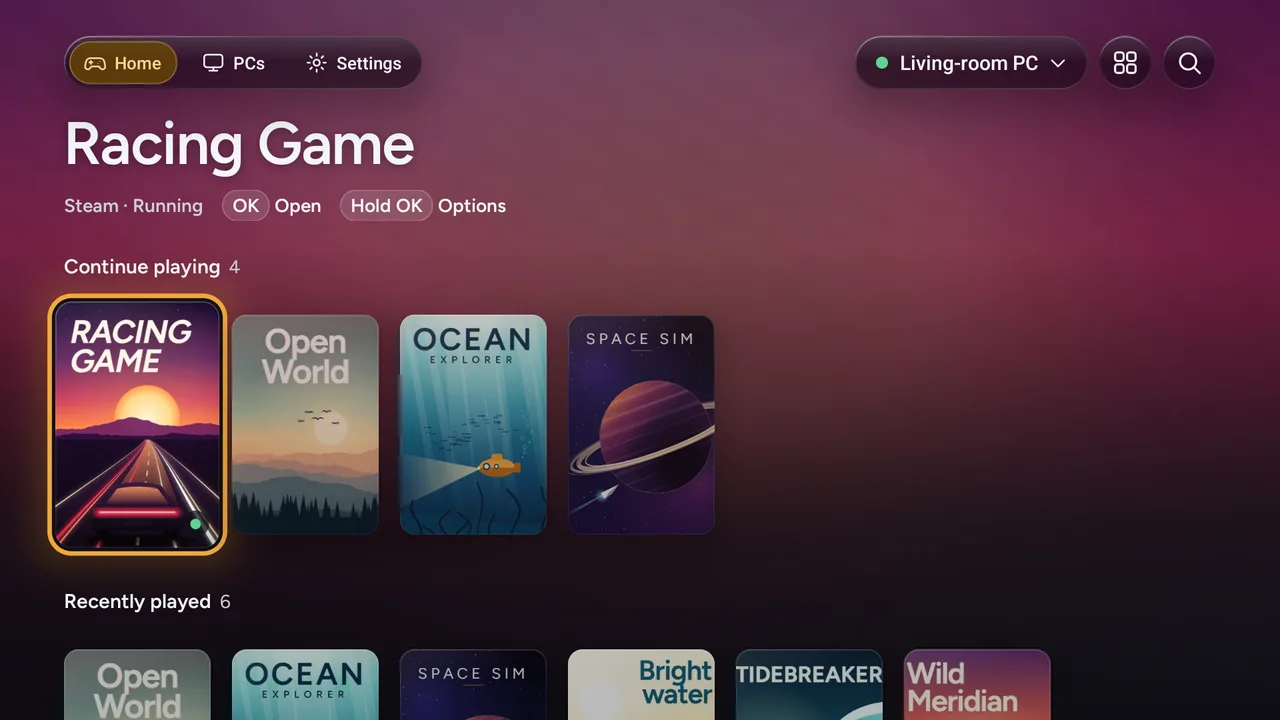 Home PCs Settings Living-room PC
Racing Game
Steam · Running OK Open Hold OK Options
Continue playing 4
RACING
GAME
Open
World
OCEAN
EXPLORER
SPACE SIM
Recently played 6
Open
World
OCEAN
EXPLORER
SPACE SIM
Bright
water
TIDEBREAKER
Wild
Meridian